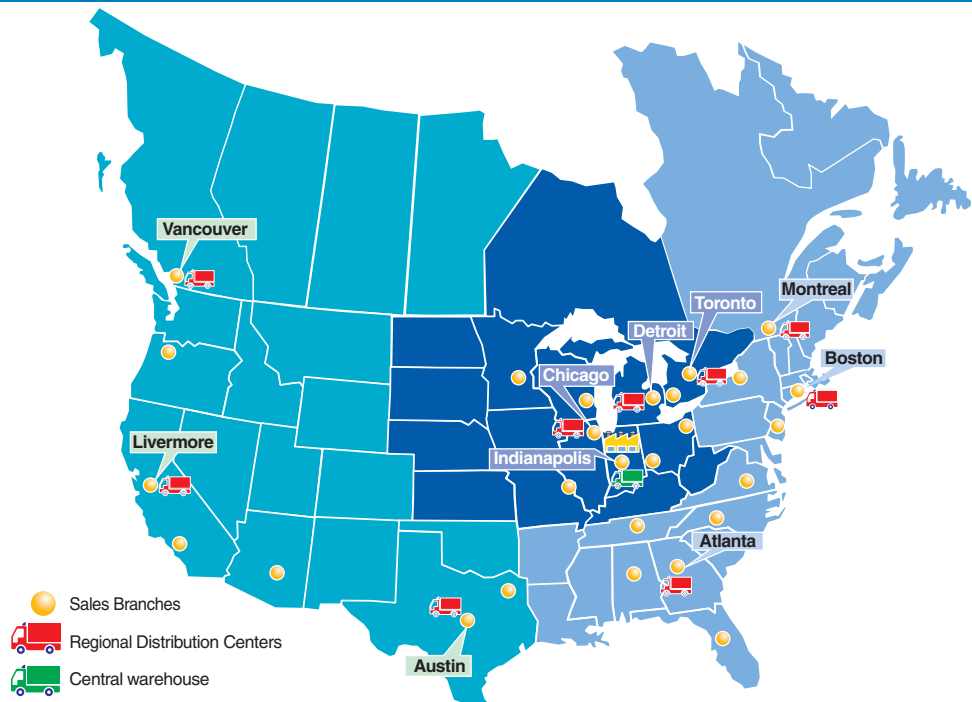 Vancouver
Montreal
Toronto
Detroit
Boston
Chicago
Livermore
Indianapolis
Atlanta
Sales Branches
Regional Distribution Centers
Austin
Central warehouse